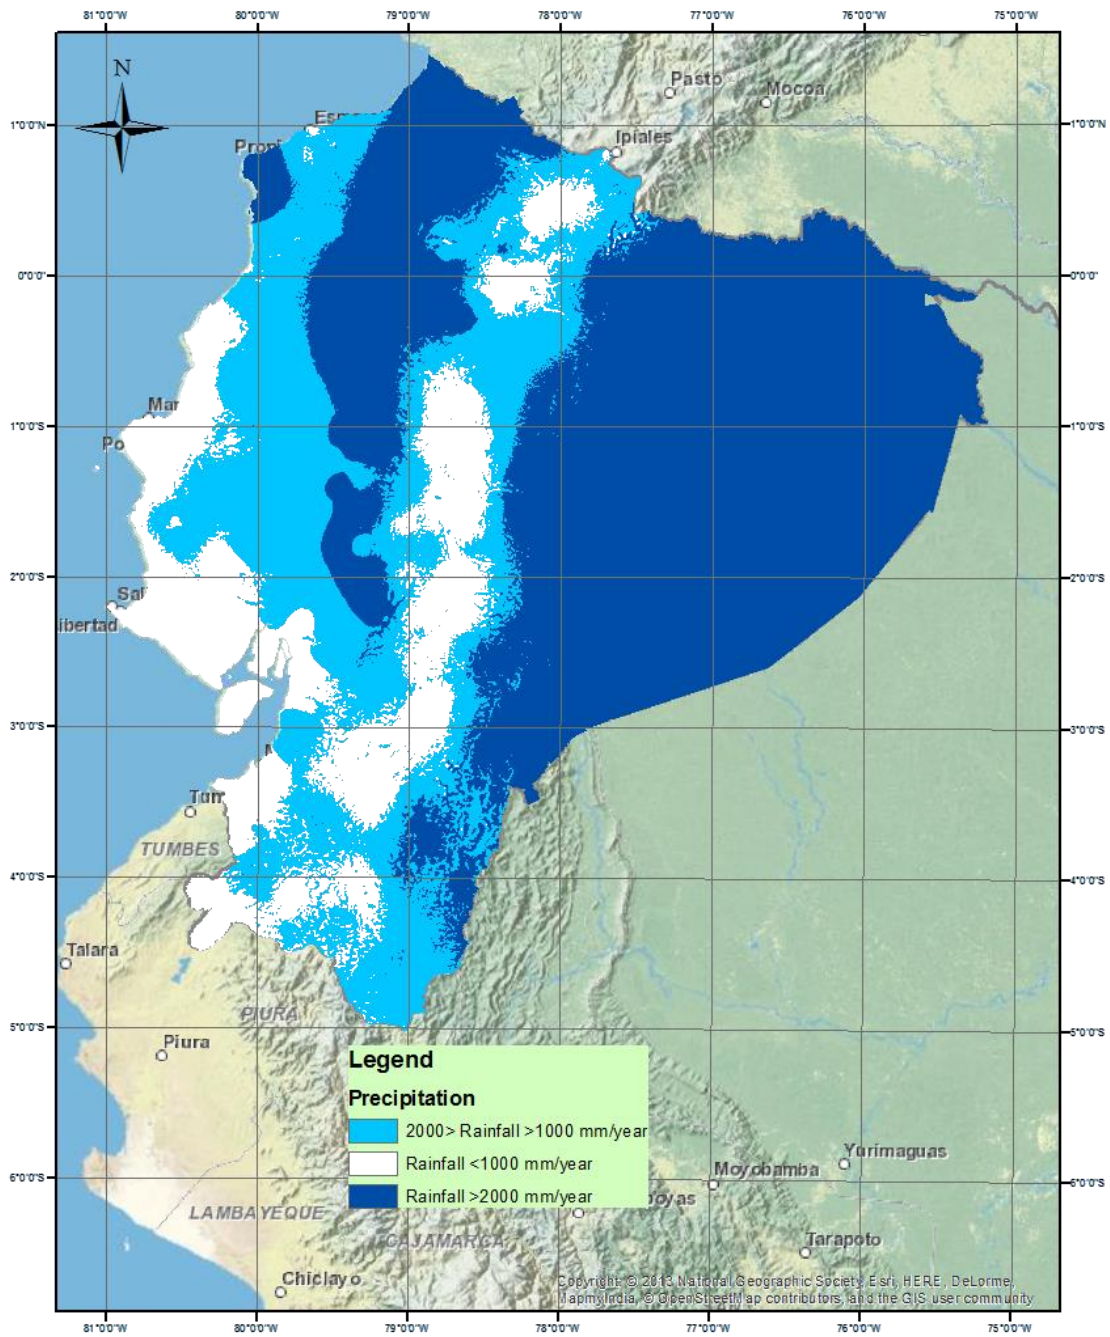 81°0'0"W 80°0'0"W 79°0'0"W 78°0'0"W 77°0'0"W 76°0'0"W 75°0'0"W
N
Pasto
Mocoa
1°0'0"N Esm 1°0'0"N
Ipiales
Prop
0°0'0" 0°0'0"
Mar
1°0'0"S Po 1°0'0"S
2°0'0"S Sal 2°0'0"S
ibertad
3°0'0"S 3°0'0"S
Tum
TUMBES
4°0'0"S 4°0'0"S
Talara
PIURA
5°0'0"S 5°0'0"S
Piura
Legend
Precipitation
2000> Rainfall >1000 mm/year
Rainfall <1000 mm/year
Rainfall >2000 mm/year
Yurimaguas
Moyobamba
6°0'0"S 6°0'0"S
poyas
LAMBAYEQUE
CAJAMARCA
Tarapoto
Chiclayo
Copyright: © 2013 National Geographic Society, Esri, HERE, DeLorme,
MapmyIndia, © OpenStreetMap contributors, and the GIS user community
81°0'0"W 80°0'0"W 79°0'0"W 78°0'0"W 77°0'0"W 76°0'0"W 75°0'0"W